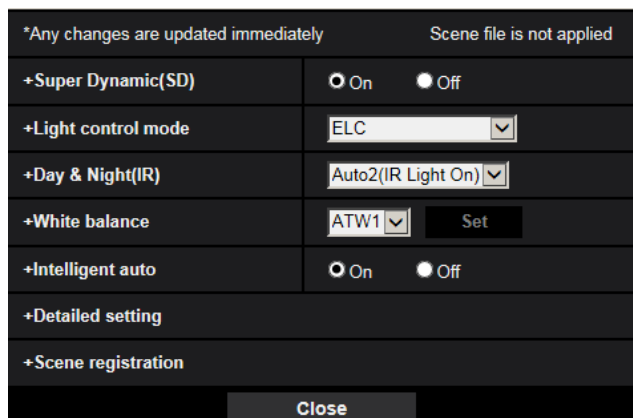 *Any changes are updated immediately Scene file is not applied
+Super Dynamic(SD) On Off
+Light control mode ELC
+Day & Night(IR) Auto2(IR Light On)
+White balance ATW1 Set
+Intelligent auto On Off
+Detailed setting
+Scene registration
Close